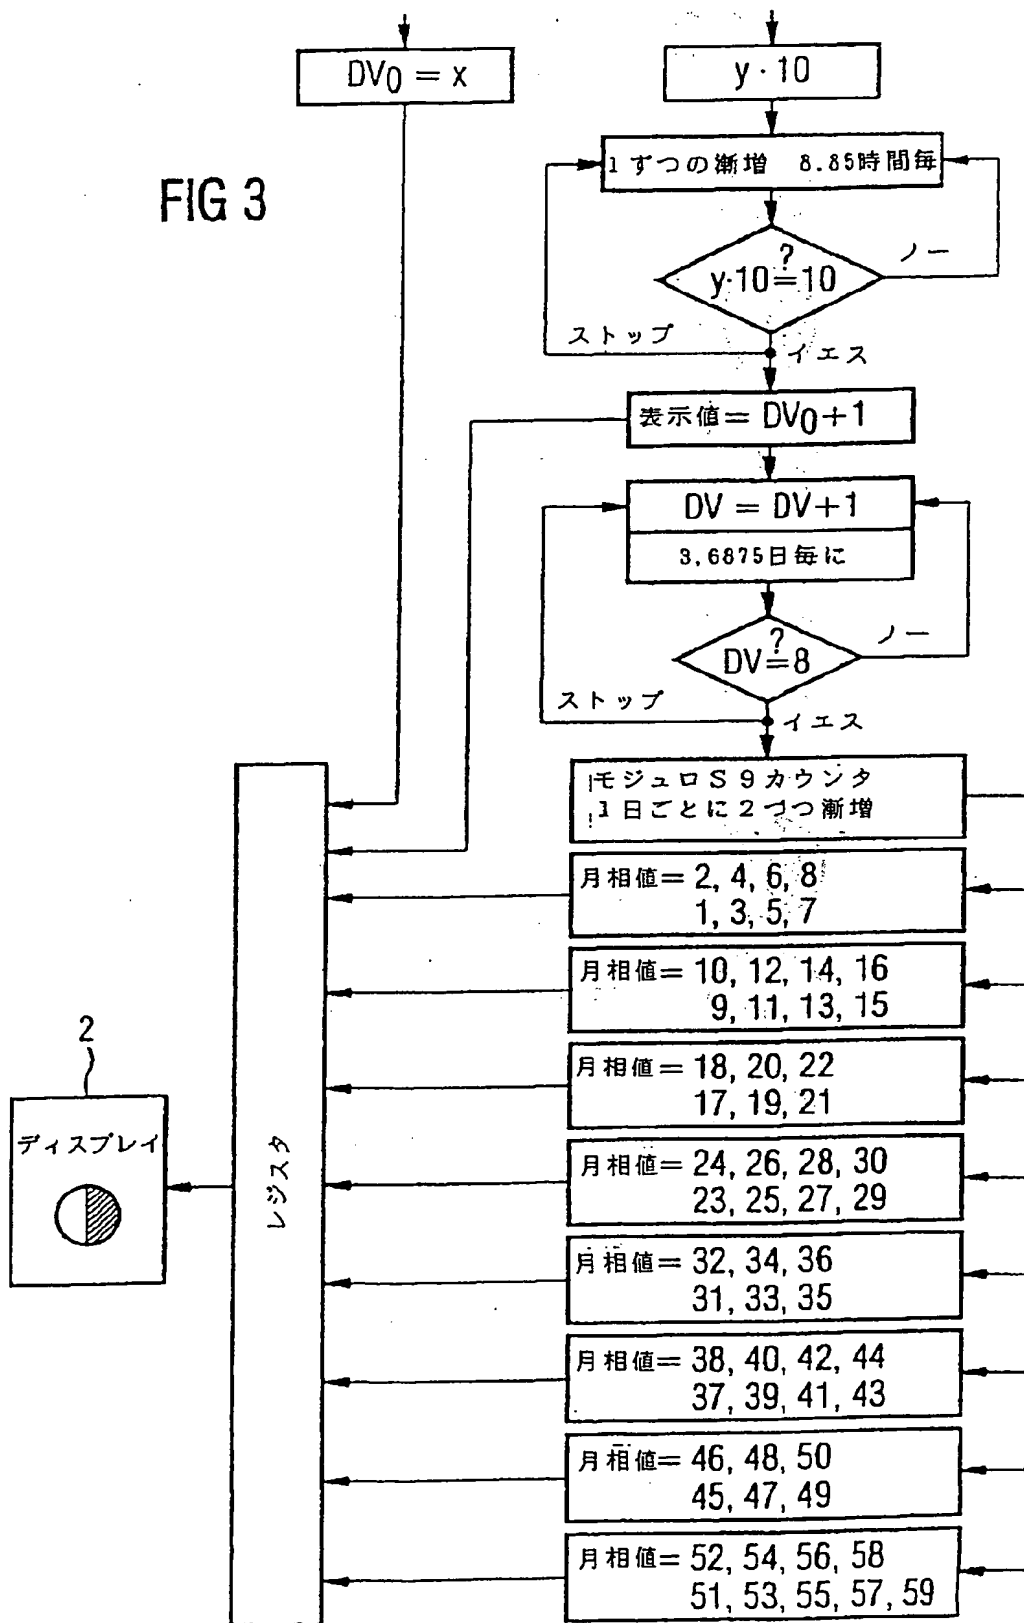 DV0 = x
y · 10
FIG 3
1ずつの漸増 8.85時間毎
?
y·10=10
ノー
ストップ
イエス
表示値 = DV0+1
DV = DV+1
3,6875日毎に
?
DV=8
ノー
ストップ
イエス
モジュロS9カウンタ
1日ごとに2づつ漸増
月相値= 2, 4, 6, 8
1, 3, 5, 7
月相値= 10, 12, 14, 16
9, 11, 13, 15
月相値= 18, 20, 22
17, 19, 21
月相値= 24, 26, 28, 30
23, 25, 27, 29
月相値= 32, 34, 36
31, 33, 35
月相値= 38, 40, 42, 44
37, 39, 41, 43
月相値= 46, 48, 50
45, 47, 49
月相値= 52, 54, 56, 58
51, 53, 55, 57, 59
レジスタ
2
ディスプレイ